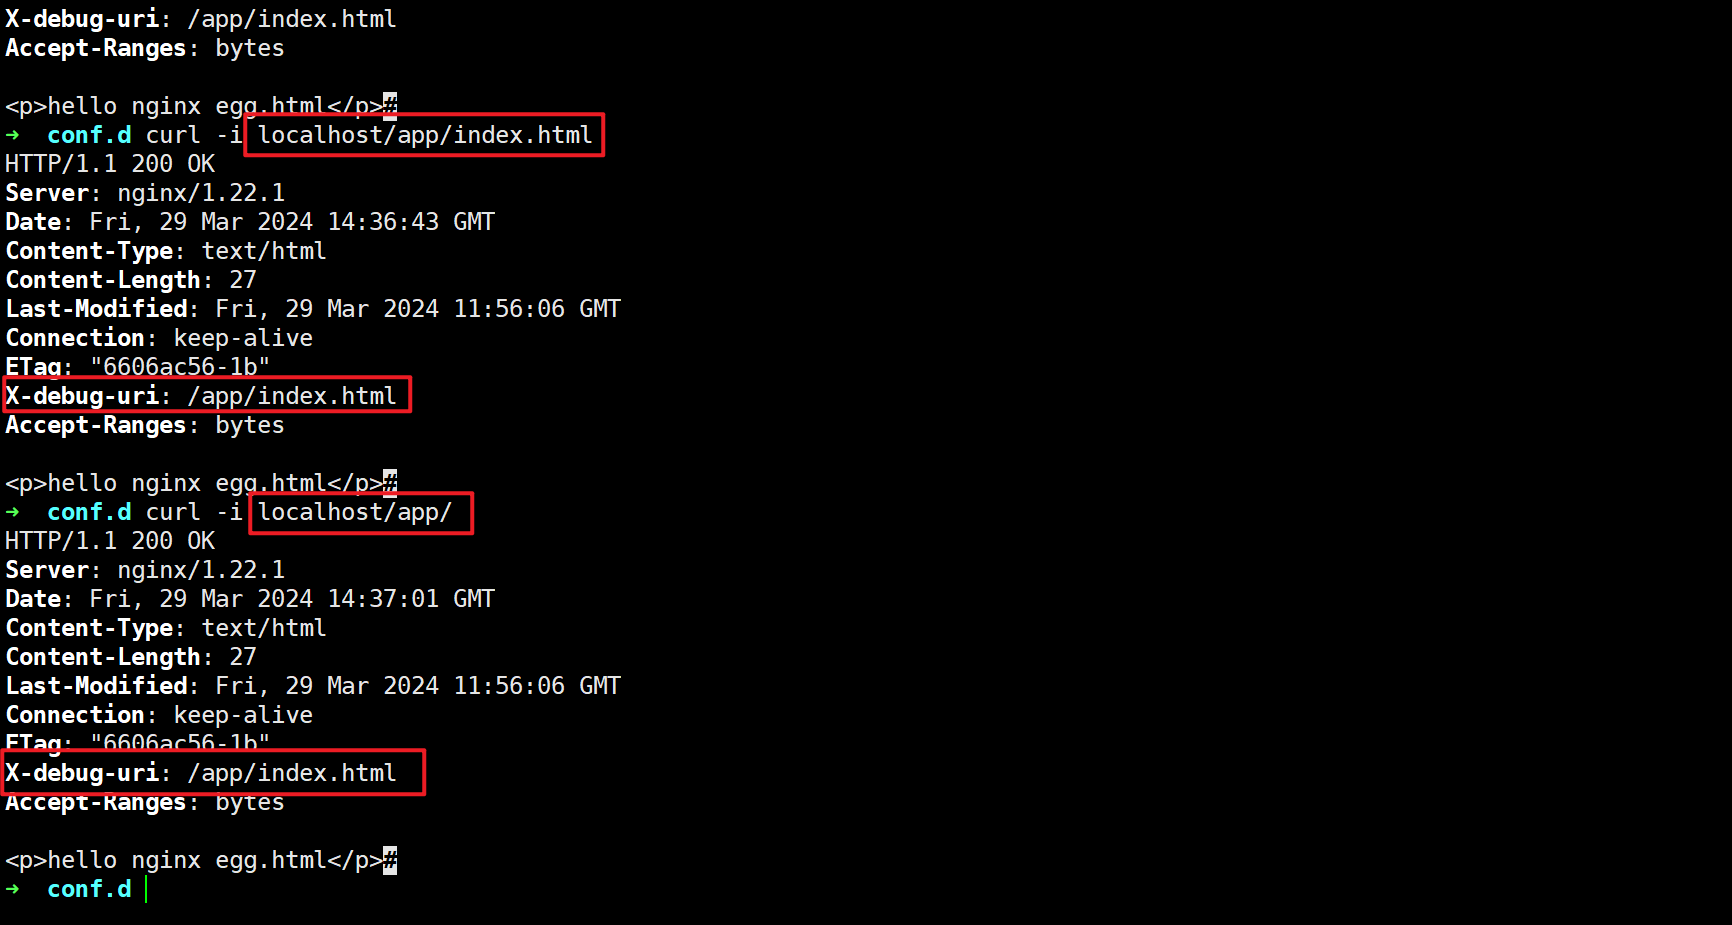 X-debug-uri: /app/index.html
Accept-Ranges: bytes
<p>hello nginx egg.html</p>#
→ conf.d curl -i localhost/app/index.html
HTTP/1.1 200 OK
Server: nginx/1.22.1
Date: Fri, 29 Mar 2024 14:36:43 GMT
Content-Type: text/html
Content-Length: 27
Last-Modified: Fri, 29 Mar 2024 11:56:06 GMT
Connection: keep-alive
ETag: "6606ac56-1b"
X-debug-uri: /app/index.html
Accept-Ranges: bytes
<p>hello nginx egg.html</p>#
→ conf.d curl -i localhost/app/
HTTP/1.1 200 OK
Server: nginx/1.22.1
Date: Fri, 29 Mar 2024 14:37:01 GMT
Content-Type: text/html
Content-Length: 27
Last-Modified: Fri, 29 Mar 2024 11:56:06 GMT
Connection: keep-alive
ETag: "6606ac56-1b"
X-debug-uri: /app/index.html
Accept-Ranges: bytes
<p>hello nginx egg.html</p>#
→ conf.d